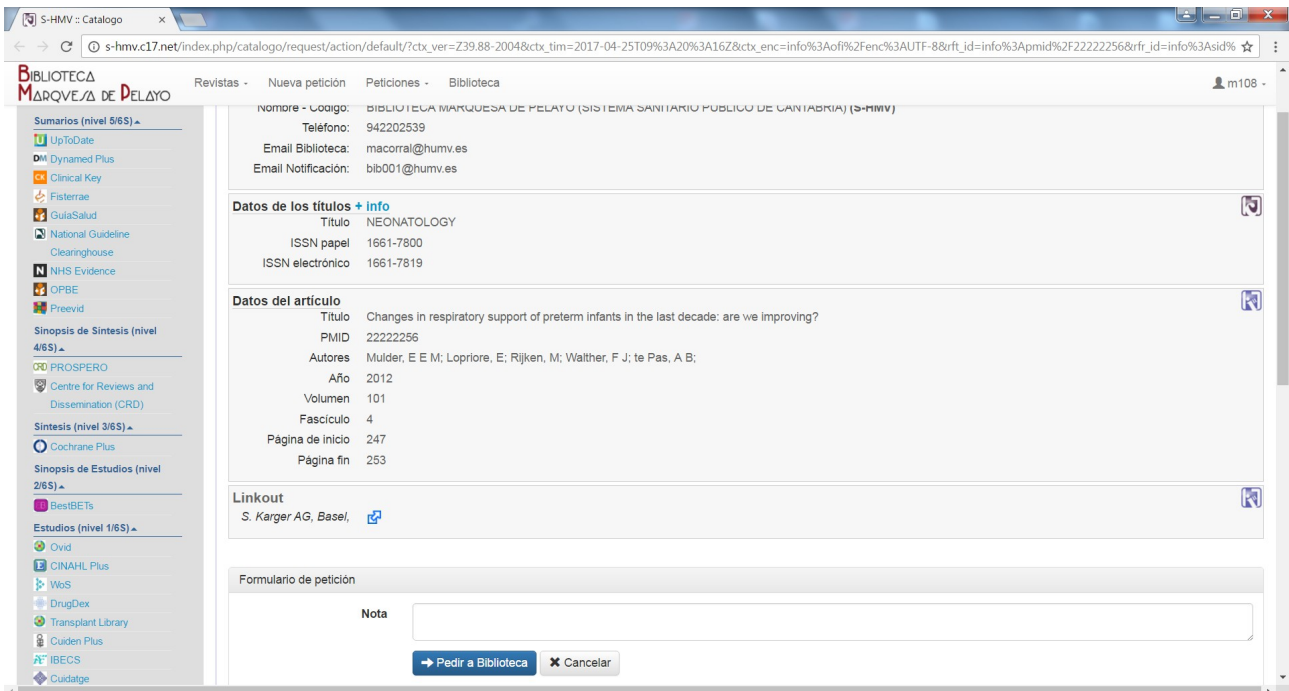 S-HMV :: Catalogo
s-hmv.c17.net/index.php/catalogo/request/action/default/?ctx_ver=Z39.88-2004&ctx_tim=2017-04-25T09%3A20%3A16Z&ctx_enc=info%3Aofi%2Fenc%3AUTF-8&rft_id=info%3Apmid%2F22222256&rfr_id=info%3Asid%
BIBLIOTECA
MARQVESA DE PELAYO
Revistas Nueva petición Peticiones Biblioteca m108
Sumarios (nivel 5/6S)
UpToDate
DM Dynamed Plus
CK Clinical Key
Fisterrae
GuiaSalud
National Guideline
Clearinghouse
N NHS Evidence
OPBE
Preevid
Sinopsis de Síntesis (nivel
4/6S)
CRD PROSPERO
Centre for Reviews and
Dissemination (CRD)
Síntesis (nivel 3/6S)
Cochrane Plus
Sinopsis de Estudios (nivel
2/6S)
BestBETs
Estudios (nivel 1/6S)
Ovid
CINAHL Plus
WoS
DrugDex
Transplant Library
Cuiden Plus
IBECS
Cuidatge
Nombre - Código: BIBLIOTECA MARQUESA DE PELAYO (SISTEMA SANITARIO PÚBLICO DE CANTABRIA) (S-HMV)
Teléfono: 942202539
Email Biblioteca: macorral@humv.es
Email Notificación: bib001@humv.es
Datos de los títulos + info
Título NEONATOLOGY
ISSN papel 1661-7800
ISSN electrónico 1661-7819
Datos del artículo
Título Changes in respiratory support of preterm infants in the last decade: are we improving?
PMID 22222256
Autores Mulder, E E M; Lopriore, E; Rijken, M; Walther, F J; te Pas, A B;
Año 2012
Volumen 101
Fascículo 4
Página de inicio 247
Página fin 253
Linkout
S. Karger AG, Basel,
Formulario de petición
Nota
Pedir a Biblioteca Cancelar